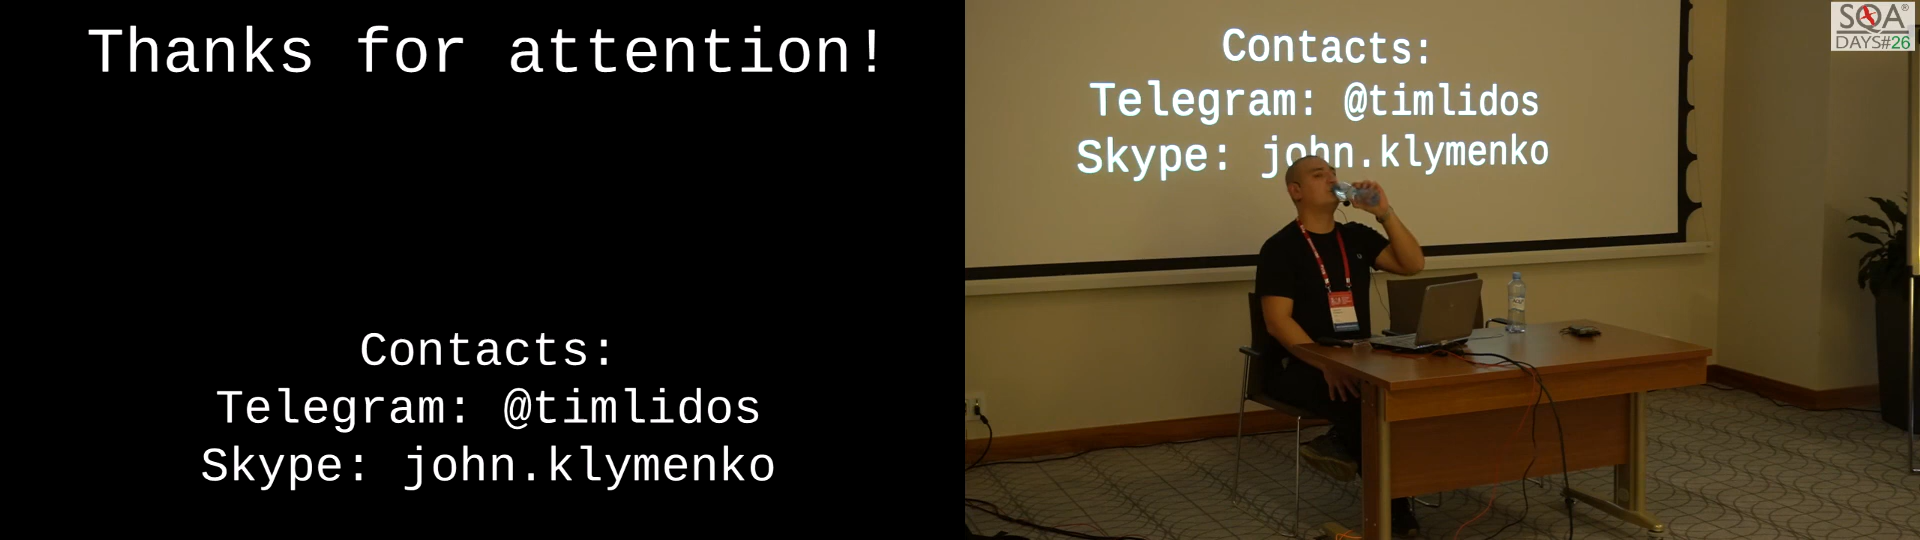 Thanks for attention!
Contacts:
Telegram: @timlidos
Skype: john.klymenko
Contacts:
Telegram: @timlidos
Skype: john.klymenko
SQA®
DAYS#26